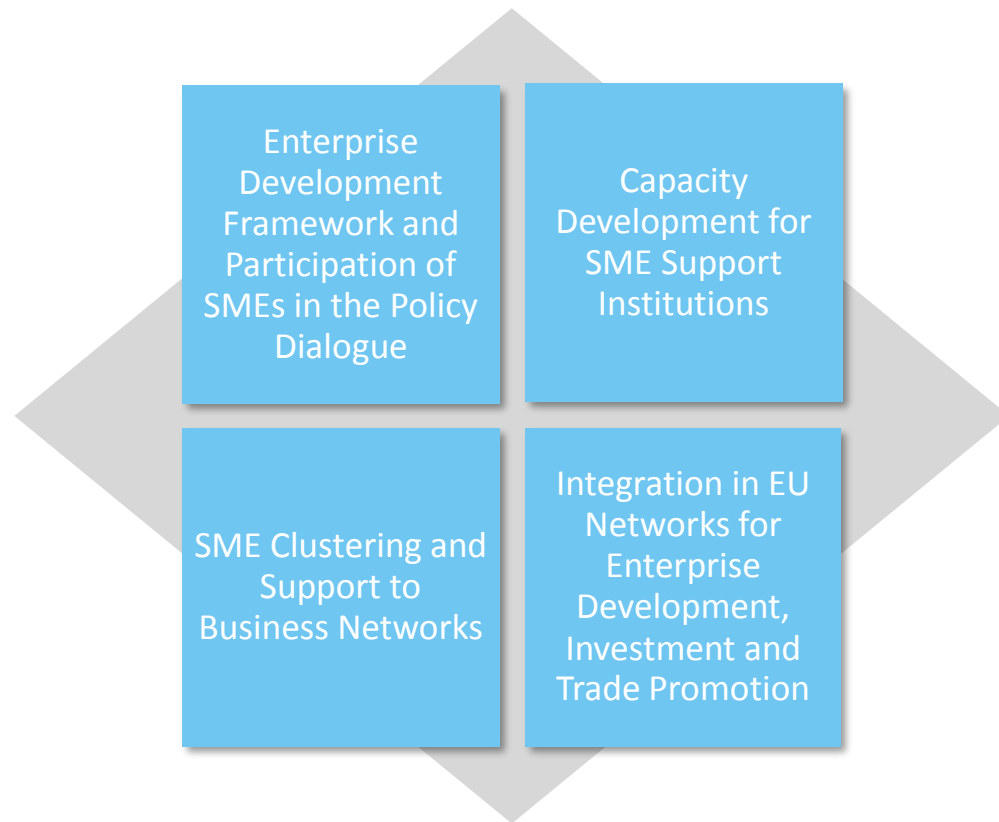 Enterprise
Development
Framework and
Participation of
SMEs in the Policy
Dialogue
Capacity
Development for
SME Support
Institutions
SME Clustering and
Support to
Business Networks
Integration in EU
Networks for
Enterprise
Development,
Investment and
Trade Promotion